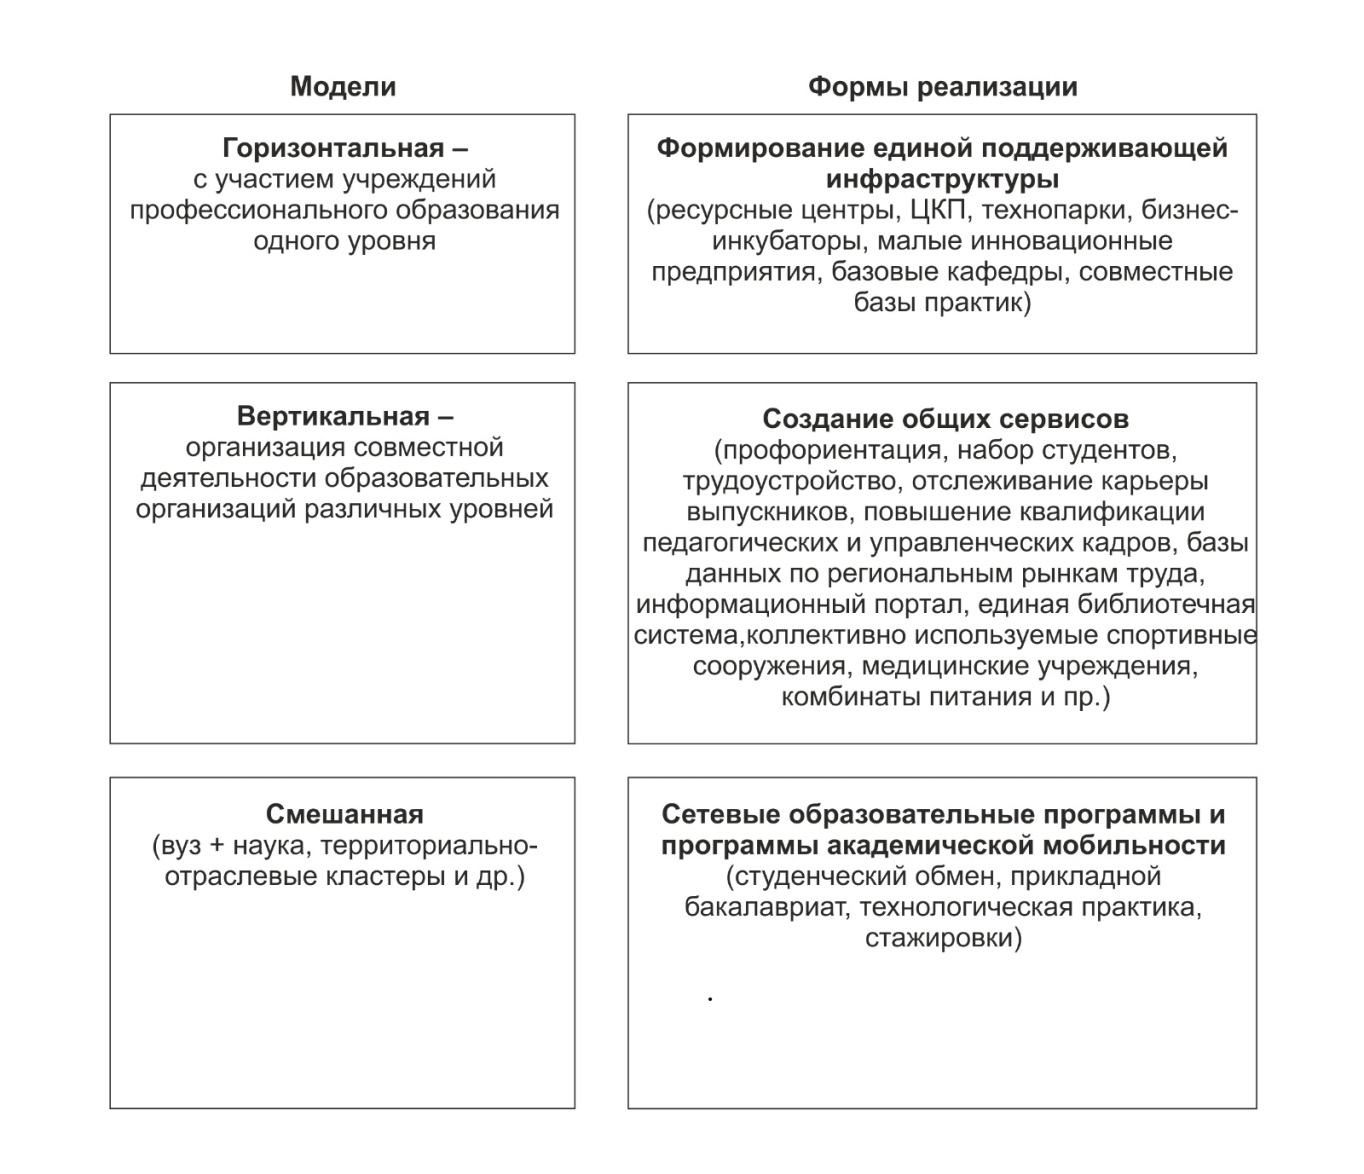 Модели
Формы реализации
Горизонтальная –
с участием учреждений
профессионального образования
одного уровня
Формирование единой поддерживающей
инфраструктуры
(ресурсные центры, ЦКП, технопарки, бизнес-
инкубаторы, малые инновационные
предприятия, базовые кафедры, совместные
базы практик)
Вертикальная –
организация совместной
деятельности образовательных
организаций различных уровней
Создание общих сервисов
(профориентация, набор студентов,
трудоустройство, отслеживание карьеры
выпускников, повышение квалификации
педагогических и управленческих кадров, базы
данных по региональным рынкам труда,
информационный портал, единая библиотечная
система,коллективно используемые спортивные
сооружения, медицинские учреждения,
комбинаты питания и пр.)
Смешанная
(вуз + наука, территориально-
отраслевые кластеры и др.)
Сетевые образовательные программы и
программы академической мобильности
(студенческий обмен, прикладной
бакалавриат, технологическая практика,
стажировки)
.